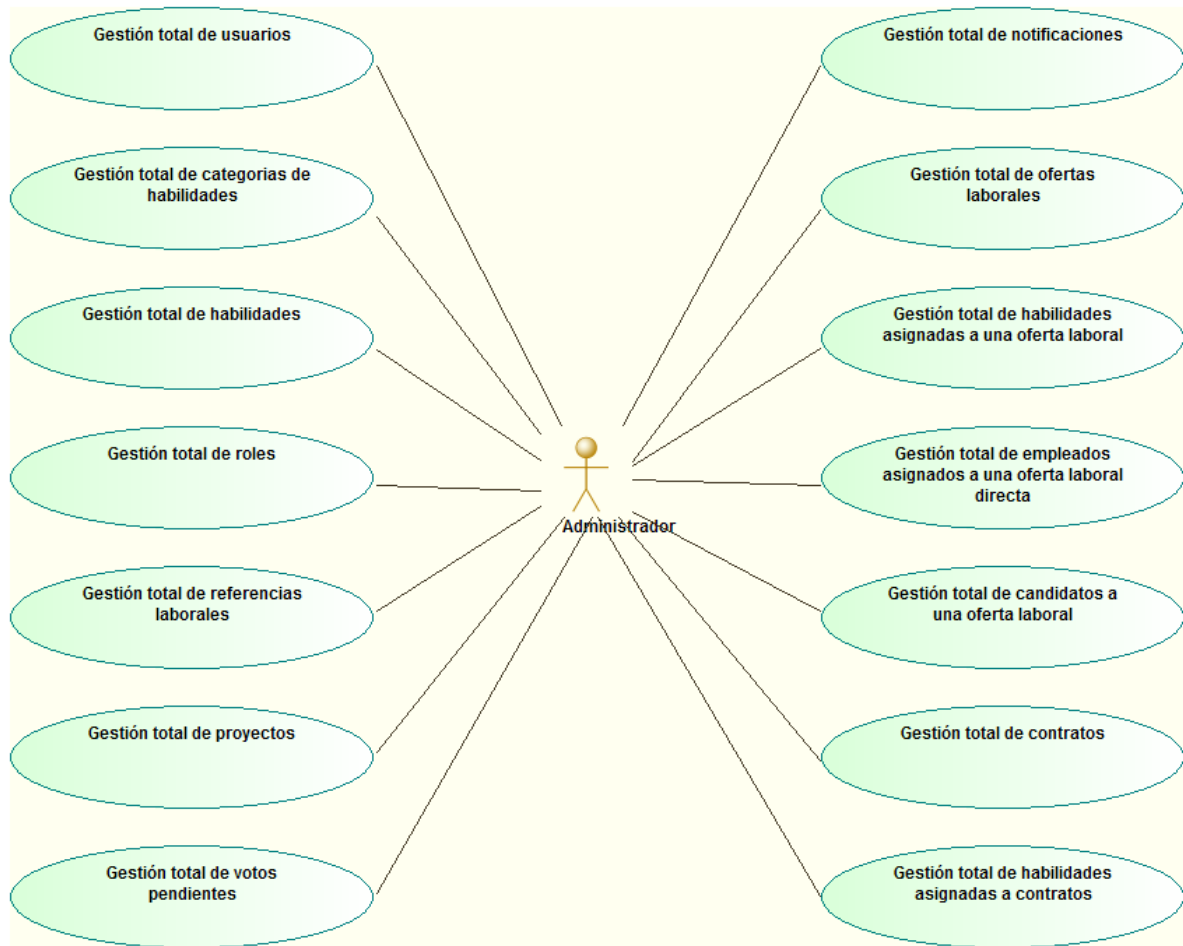 Gestión total de usuarios
Gestión total de categorias de
habilidades
Gestión total de habilidades
Gestión total de roles
Gestión total de referencias
laborales
Gestión total de proyectos
Gestión total de votos
pendientes
Administrador
Gestión total de notificaciones
Gestión total de ofertas
laborales
Gestión total de habilidades
asignadas a una oferta laboral
Gestión total de empleados
asignados a una oferta laboral
directa
Gestión total de candidatos a
una oferta laboral
Gestión total de contratos
Gestión total de habilidades
asignadas a contratos